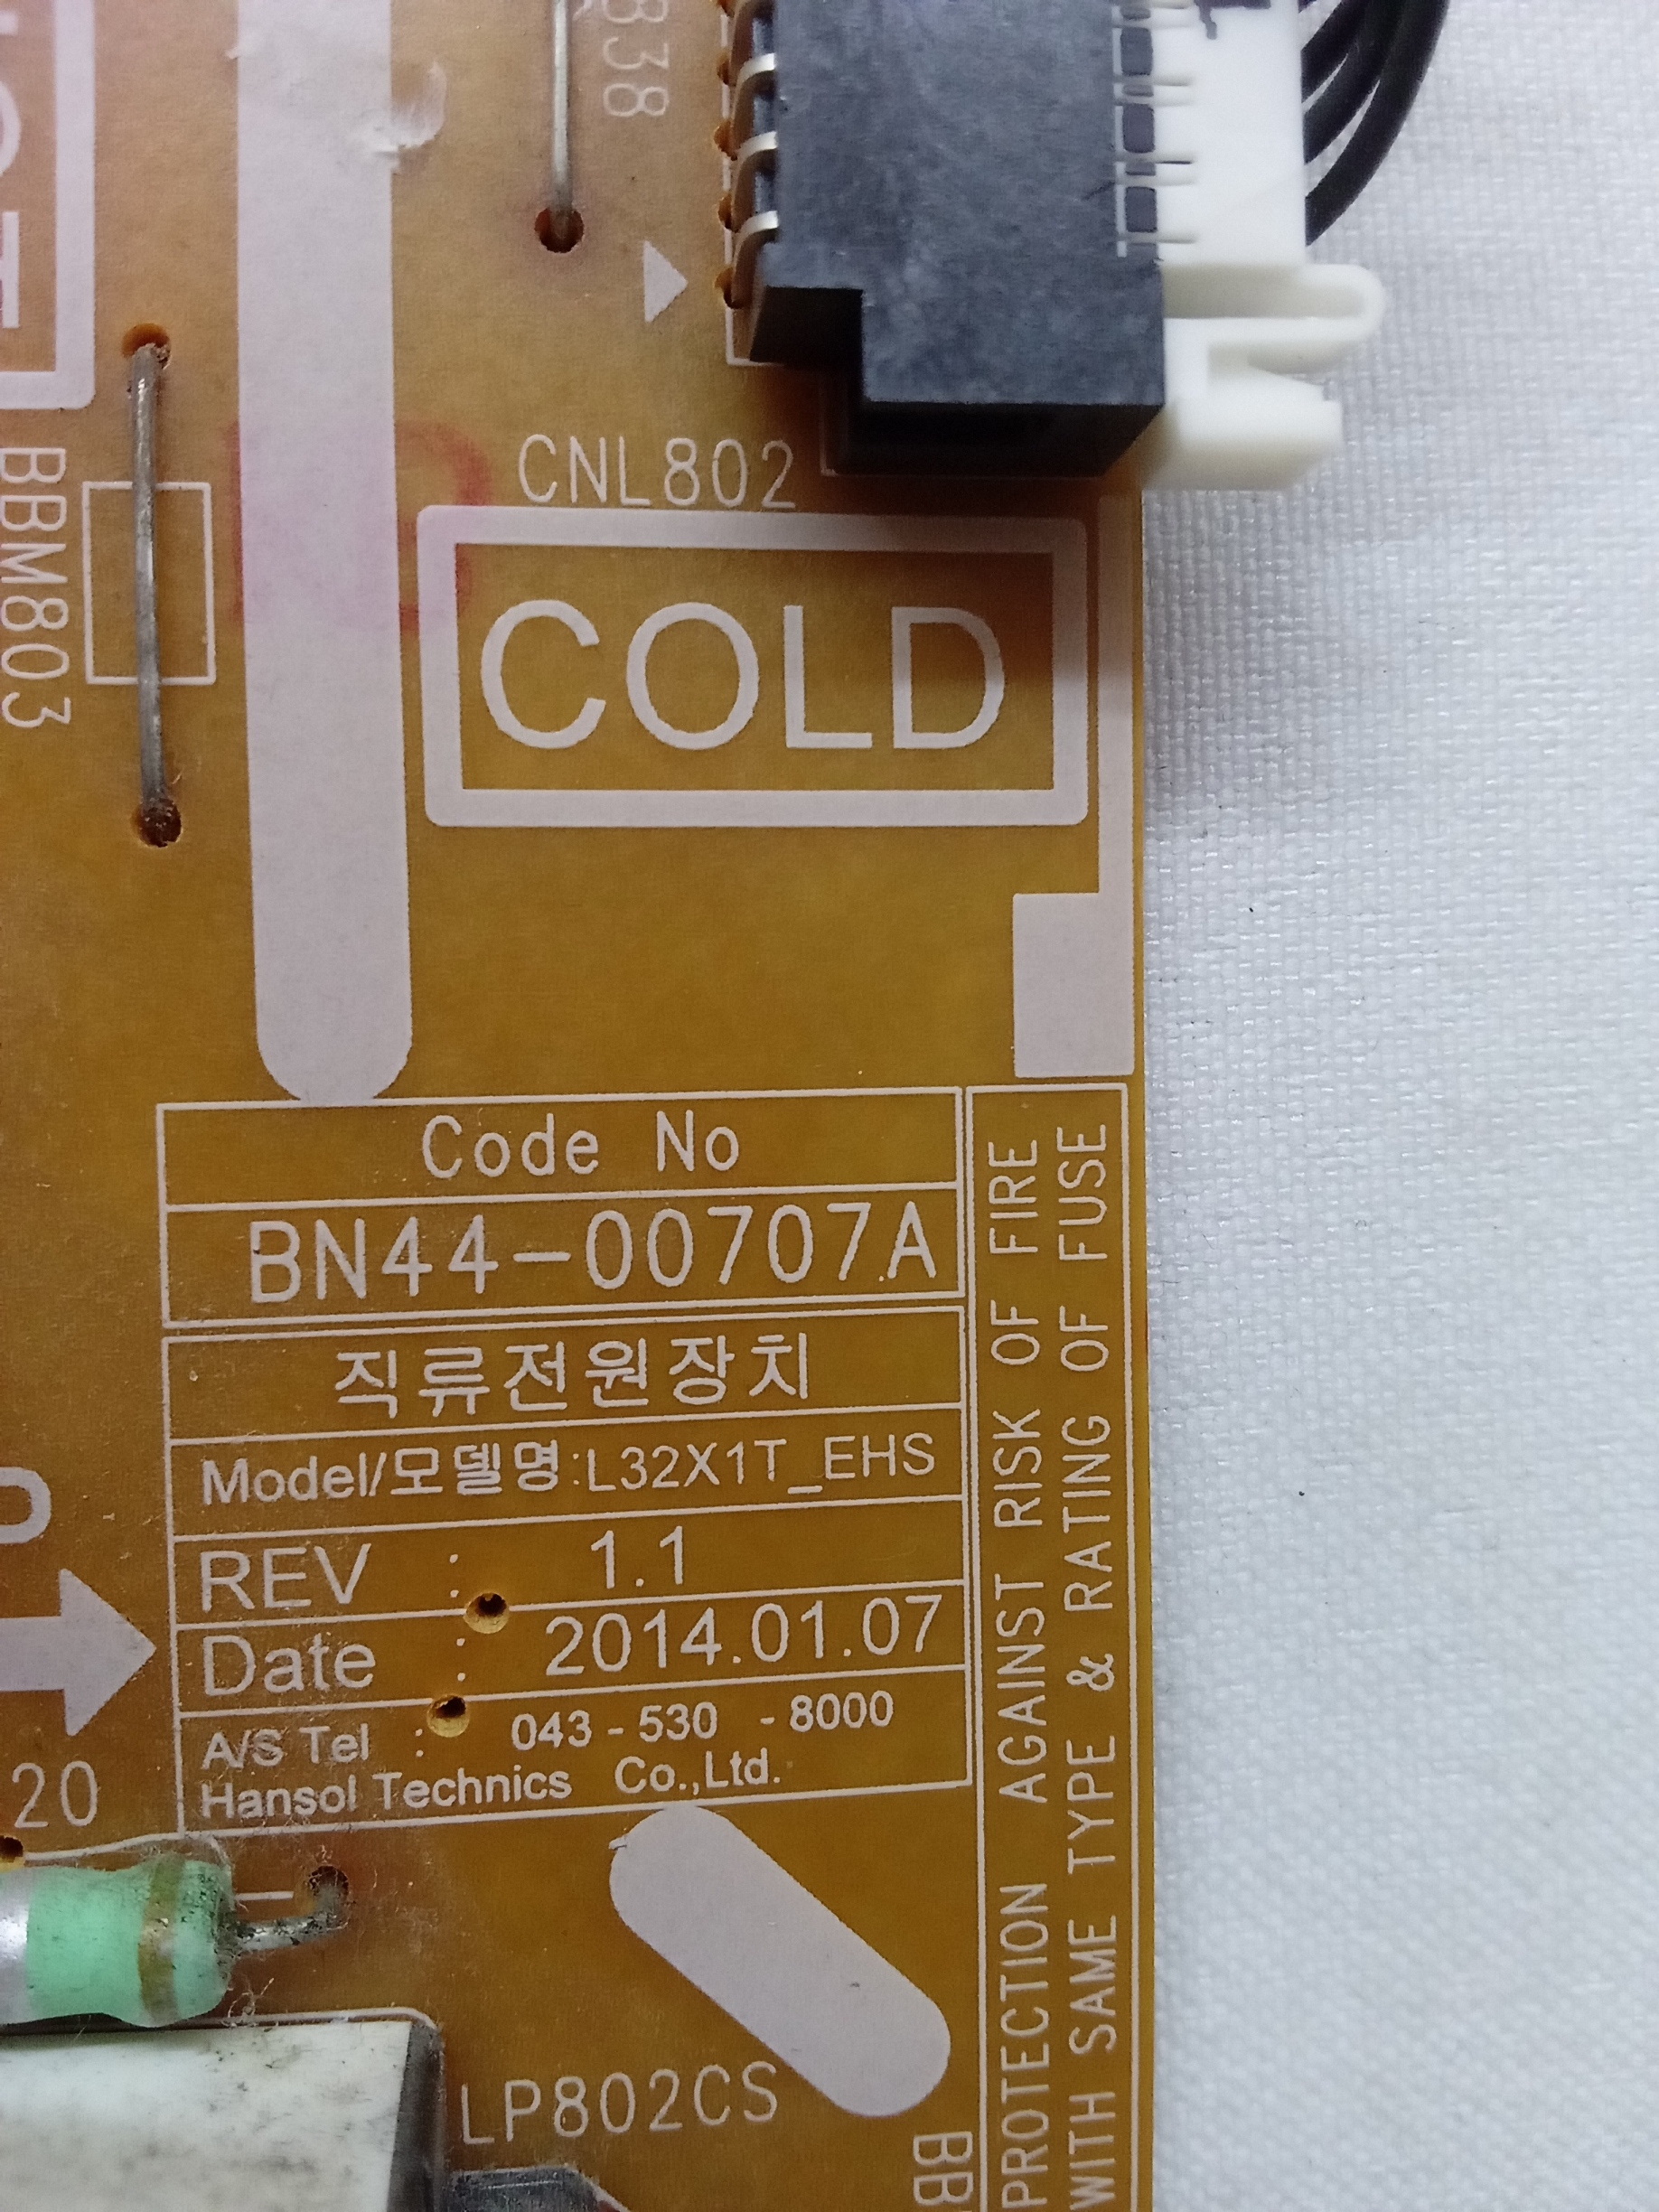 838
CNL802
COLD
BBM803
Code No
BN44-00707A
직류전원장치
Model/모델명:L32X1T_EHS
REV : 1.1
Date : 2014.01.07
A/S Tel : 043-530-8000
Hansol Technics Co.,Ltd.
PROTECTION AGAINST RISK OF FIRE
WITH SAME TYPE & RATING OF FUSE
20
LP802CS